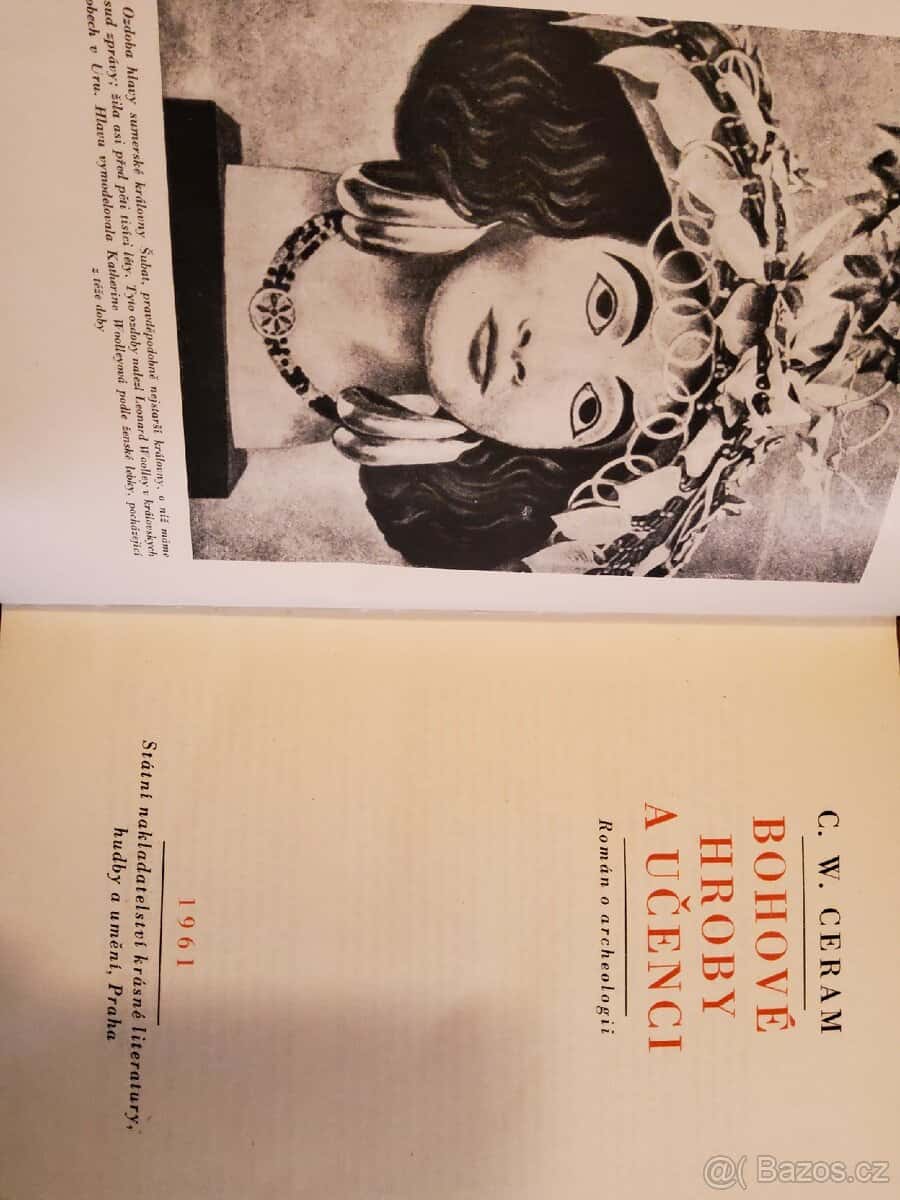 Ozdoba hlavy sumerské královny Šubat, pravděpodobně nejstarší královny, o níž máme
sud zprávy; žila asi před pěti tisíci léty. Tyto ozdoby nalezl Leonard Woolley v královských
obech v Uru. Hlavu vymodelovala Katherine Woolleyová podle ženské lebky, pocházející
z téže doby
C. W. CERAM
BOHOVÉ
HROBY
A UČENCI
Román o archeologii
1961
Státní nakladatelství krásné literatury,
hudby a umění, Praha
@( Bazos.cz